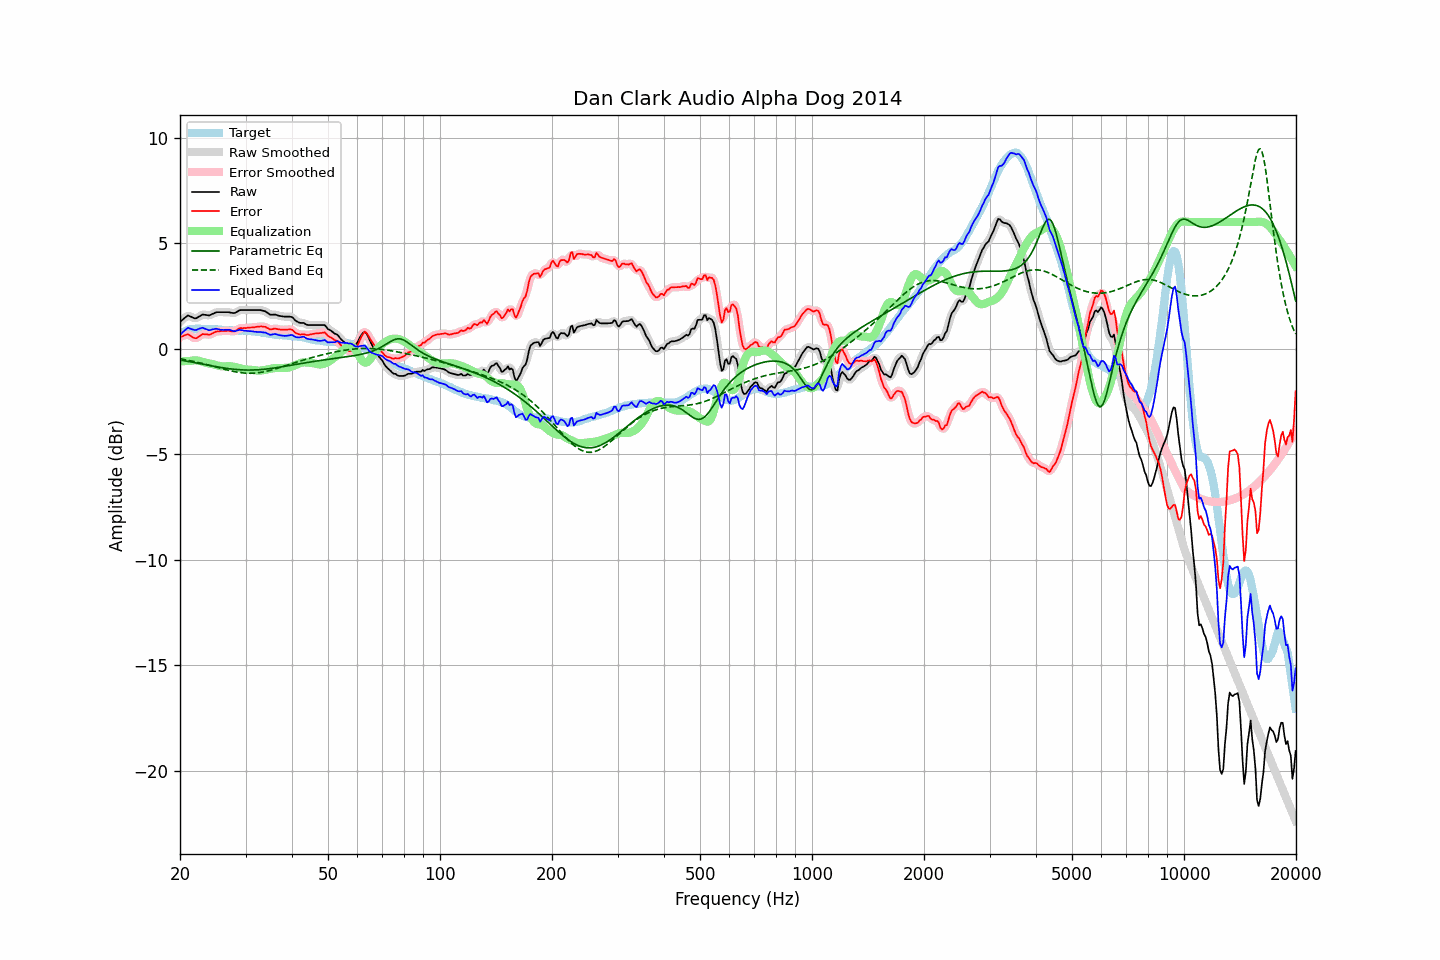 Dan Clark Audio Alpha Dog 2014
Target
Raw Smoothed
Error Smoothed
Raw
Error
Equalization
Parametric Eq
Fixed Band Eq
Equalized
10
5
0
−5
−10
−15
−20
Amplitude (dBr)
20 50 100 200 500 1000 2000 5000 10000 20000
Frequency (Hz)